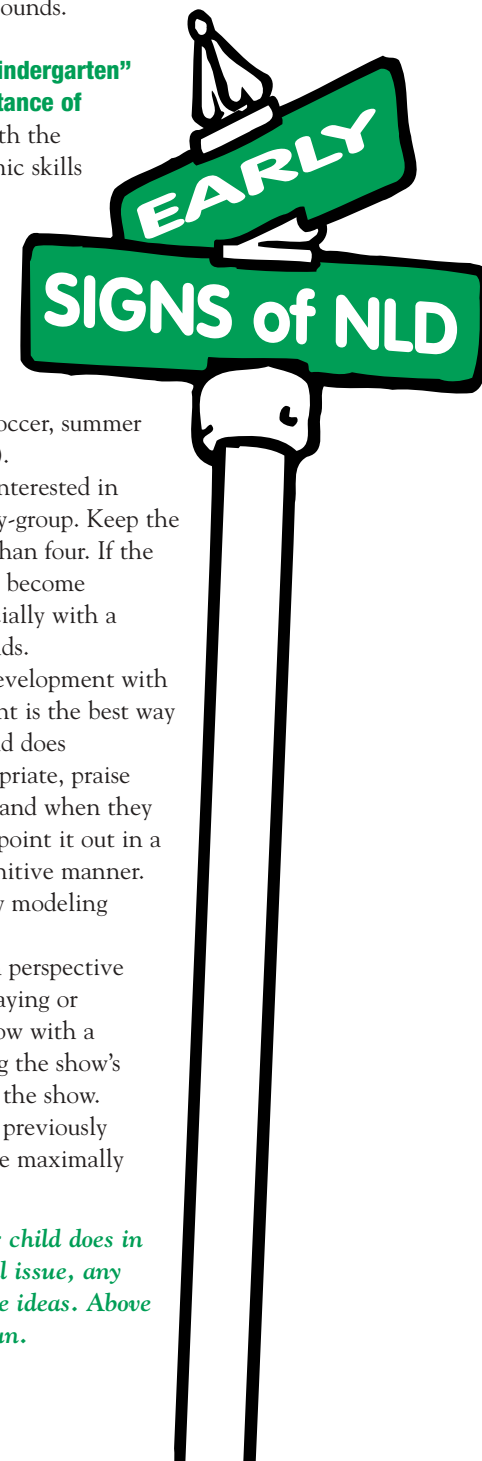 ounds.
indergarten”
tance of
th the
nic skills
EARLY
SIGNS of NLD
occer, summer
).
nterested in
y-group. Keep the
han four. If the
become
ially with a
ds.
evelopment with
nt is the best way
d does
priate, praise
and when they
point it out in a
nitive manner.
y modeling
perspective
aying or
ow with a
g the show’s
the show.
previously
e maximally
child does in
l issue, any
e ideas. Above
un.